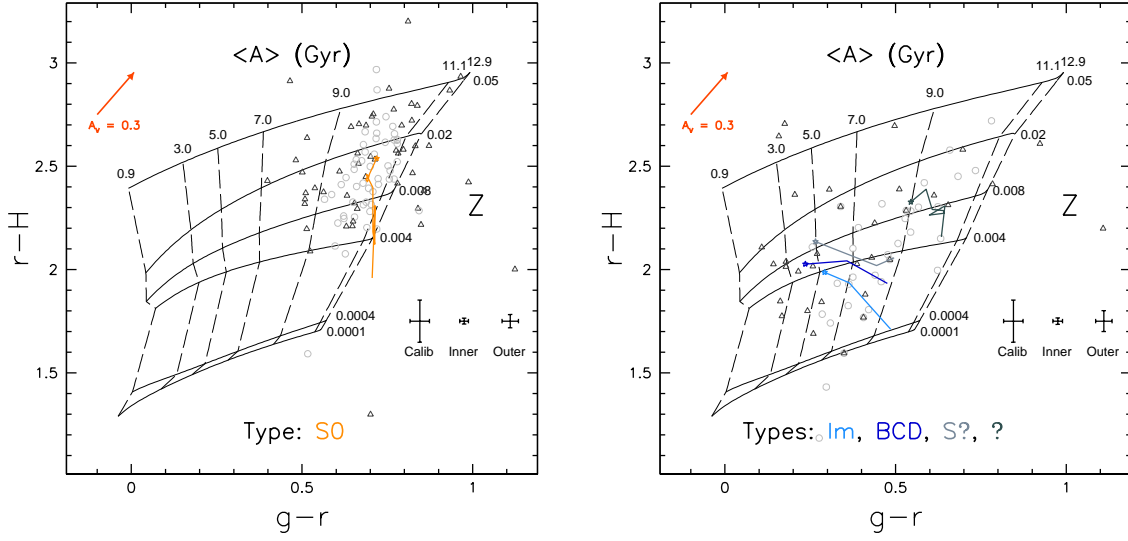 <A> (Gyr)
11.1 12.9
0.05
9.0
7.0
5.0
3.0
0.9
A_V = 0.3
0.02
0.008
Z
0.004
0.0004
0.0001
Calib Inner Outer
Type: S0
3
2.5
2
1.5
r-H
0 0.5 1
g-r
<A> (Gyr)
11.1 12.9
0.05
9.0
7.0
5.0
3.0
0.9
A_V = 0.3
0.02
0.008
Z
0.004
0.0004
0.0001
Calib Inner Outer
Types: Im, BCD, S?, ?
3
2.5
2
1.5
r-H
0 0.5 1
g-r